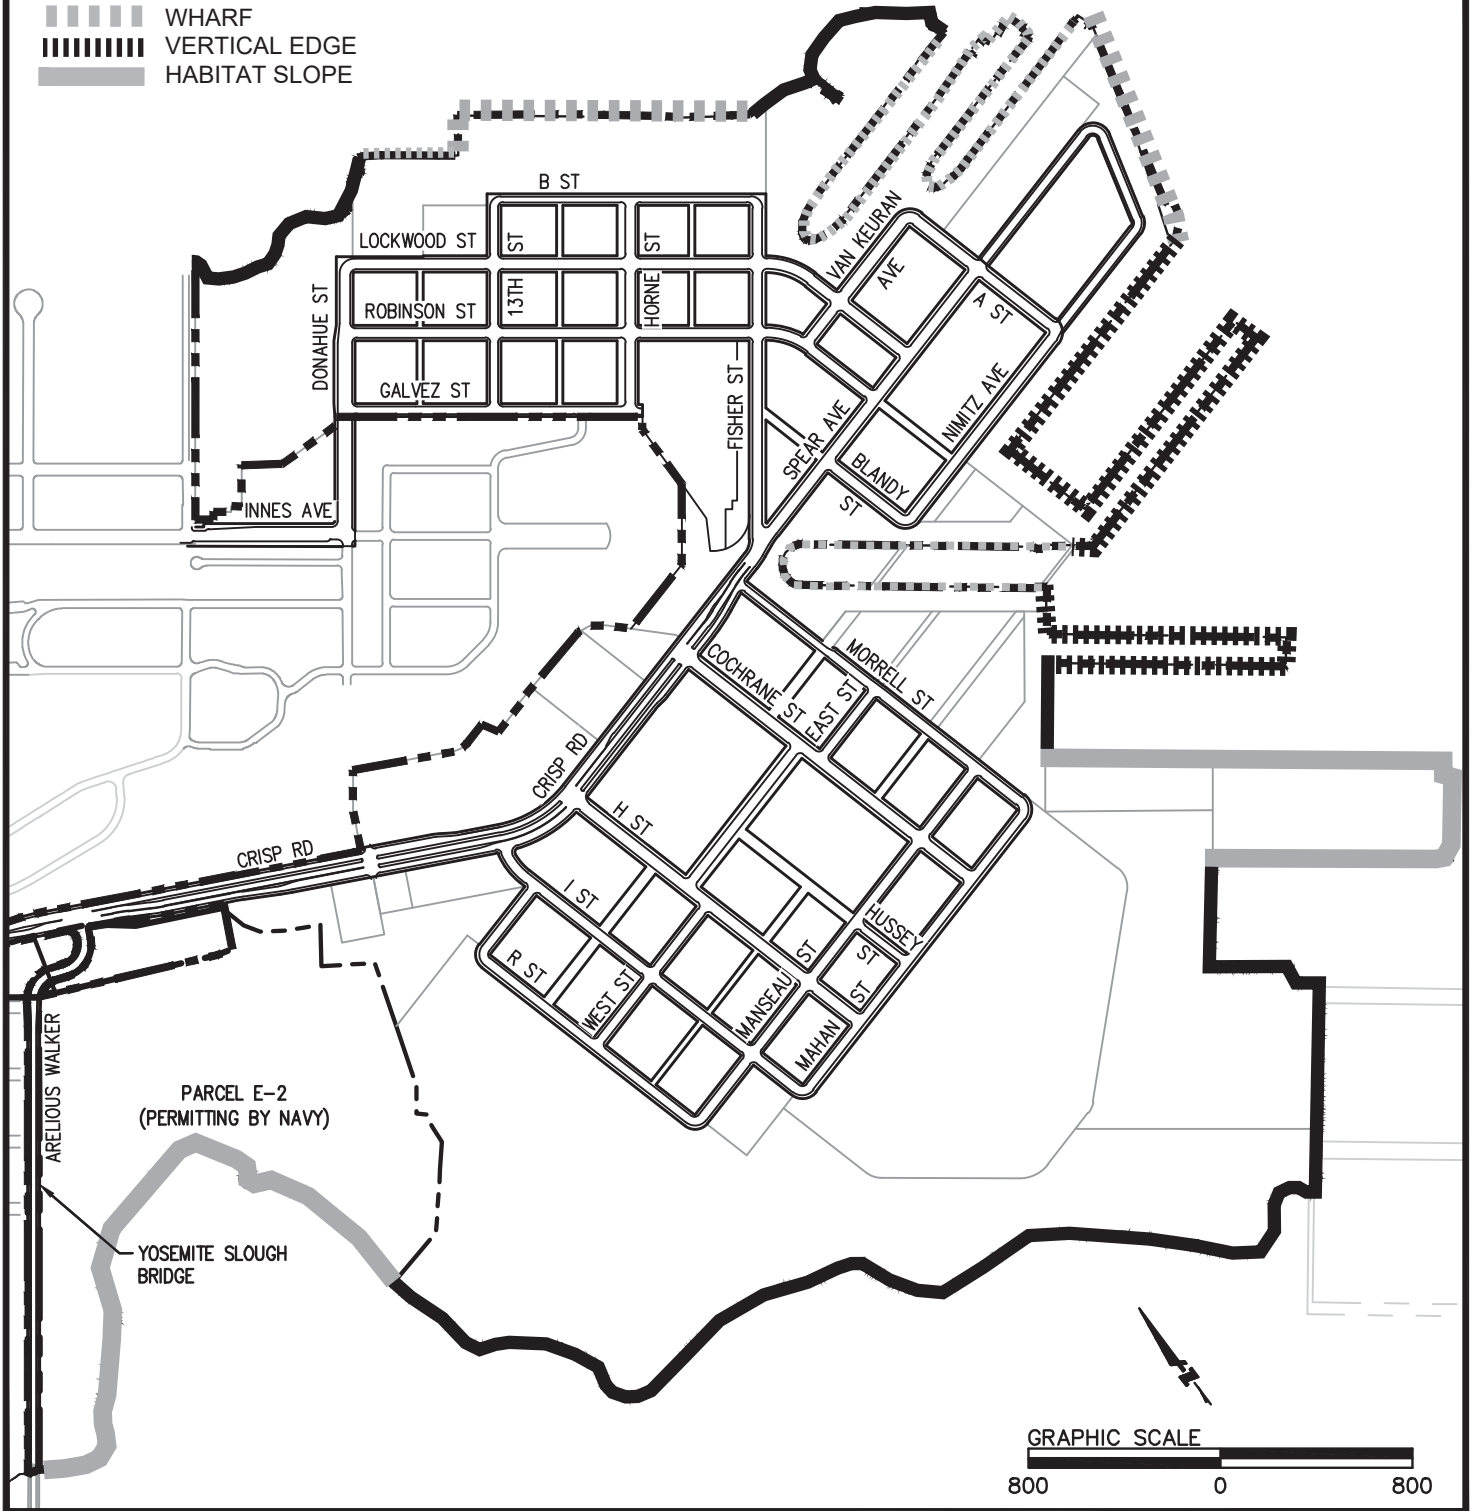 WHARF
VERTICAL EDGE
HABITAT SLOPE
B ST
LOCKWOOD ST
ST
ST
VAN KEURAN
AVE
ROBINSON ST
13TH
HORNE
A ST
DONAHUE ST
GALVEZ ST
FISHER ST
SPEAR AVE
NIMITZ AVE
BLANDY
ST
INNES AVE
MORRELL ST
COCHRANE ST
EAST ST
CRISP RD
H ST
CRISP RD
I ST
HUSSEY
ST
ST
R ST
WEST ST
MANSEAU
ST
MAHAN
ARELIOUS WALKER
PARCEL E-2
(PERMITTING BY NAVY)
YOSEMITE SLOUGH
BRIDGE
N
GRAPHIC SCALE
800 0 800